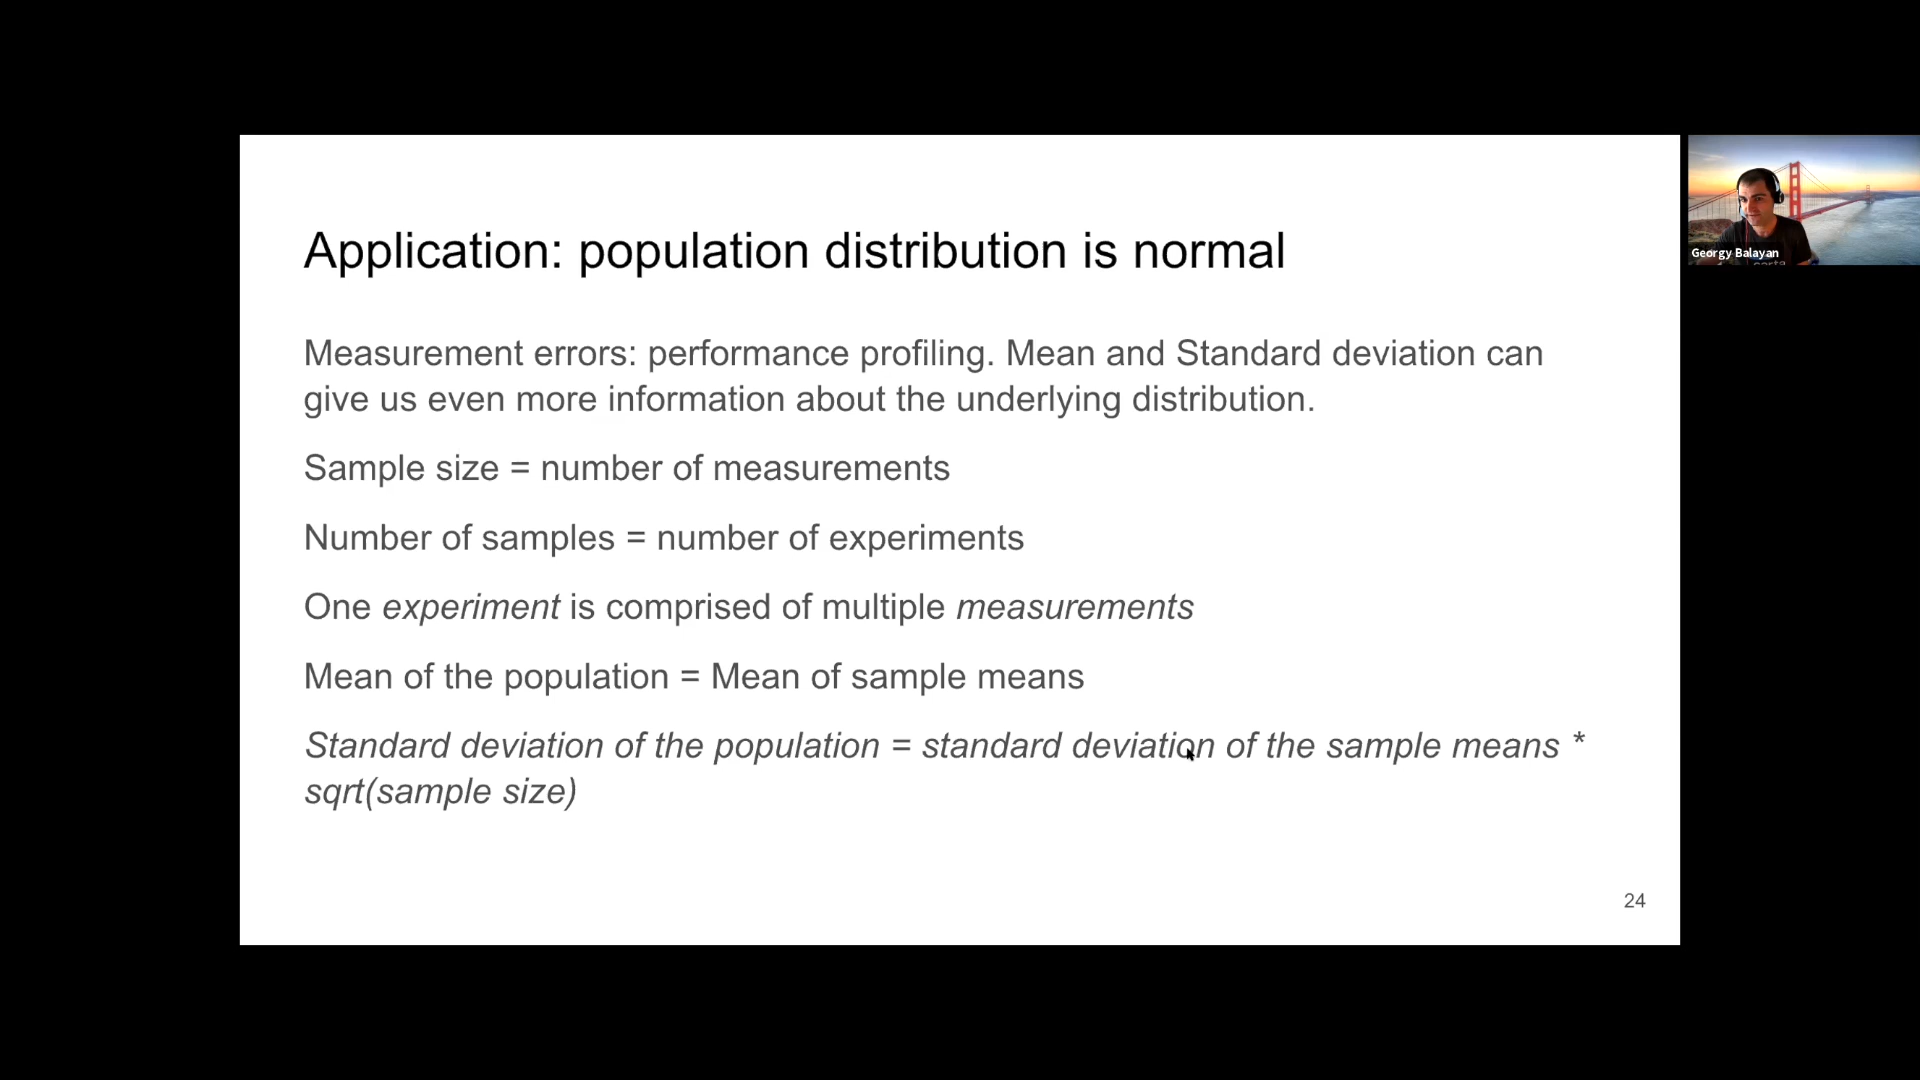 Application: population distribution is normal
Measurement errors: performance profiling. Mean and Standard deviation can
give us even more information about the underlying distribution.
Sample size = number of measurements
Number of samples = number of experiments
One experiment is comprised of multiple measurements
Mean of the population = Mean of sample means
Standard deviation of the population = standard deviation of the sample means *
sqrt(sample size)
24
Georgy Balayan